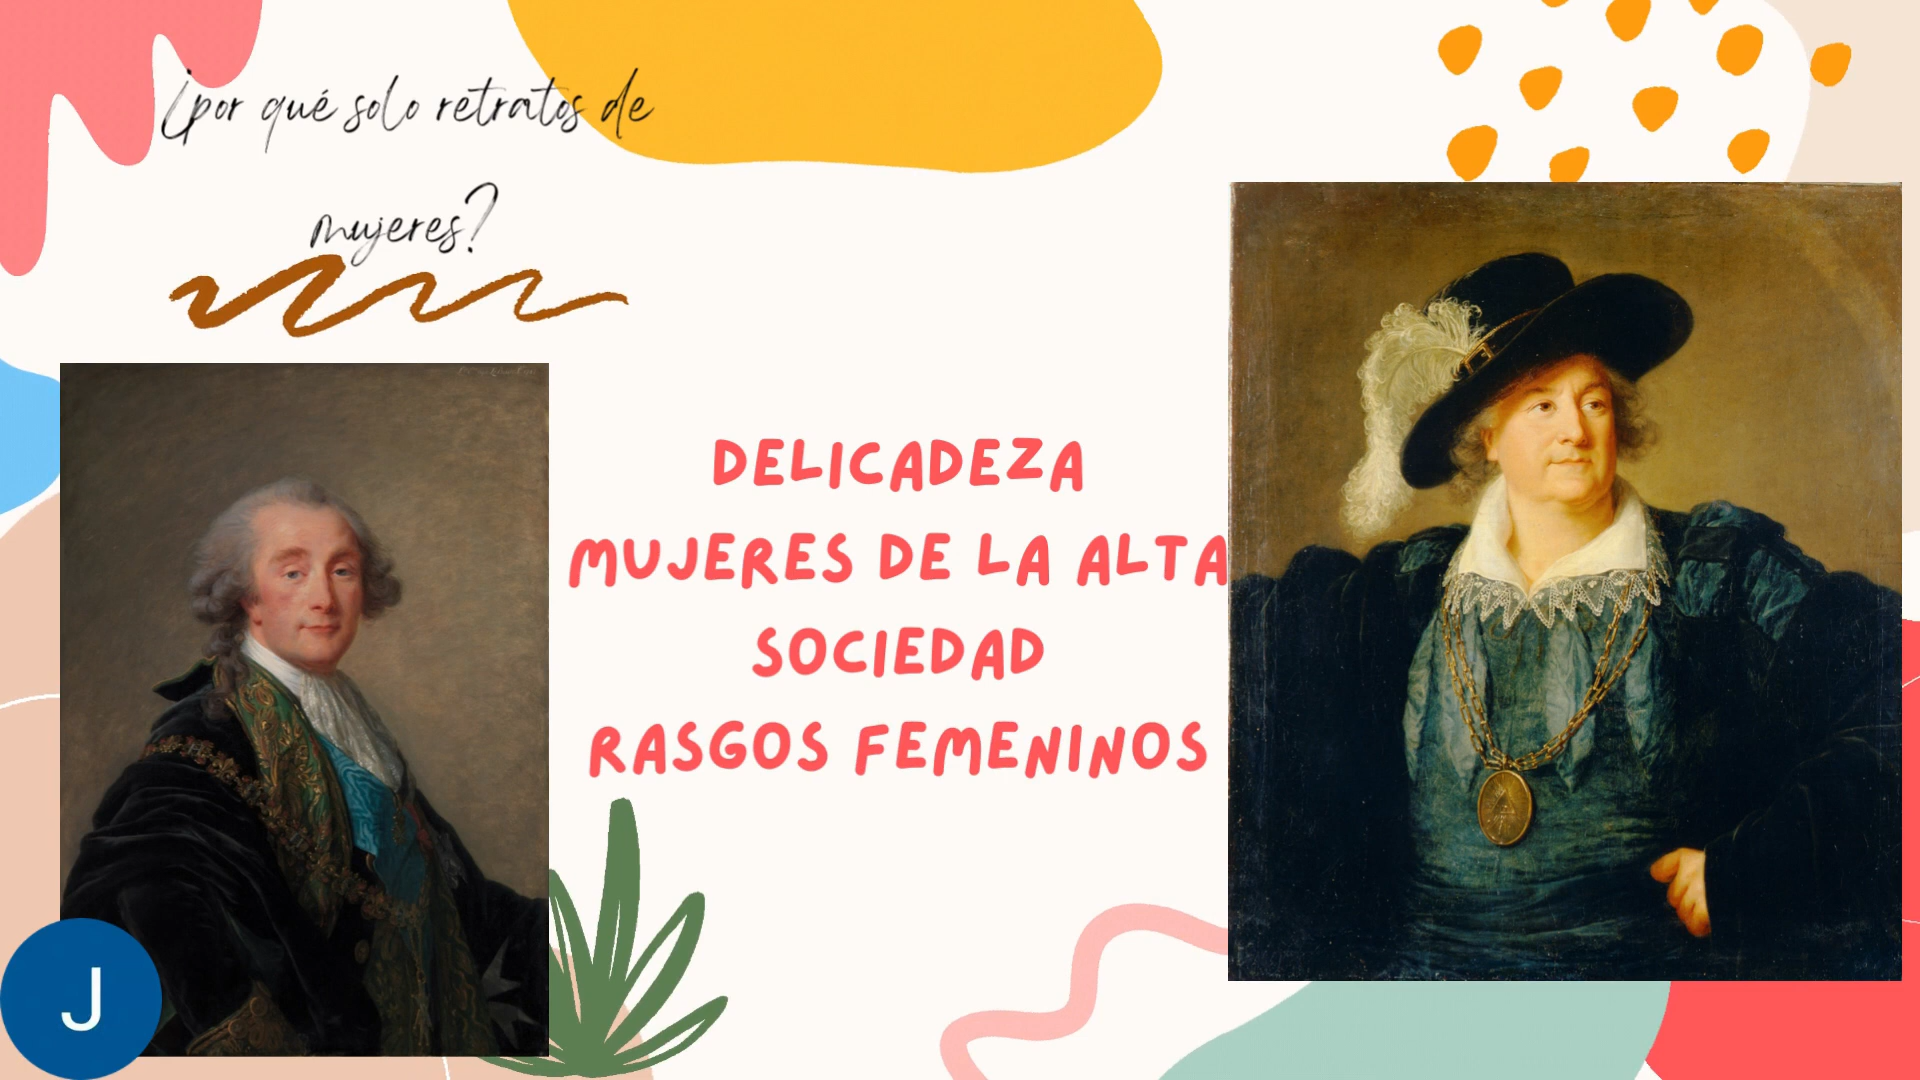 ¿por qué solo retratos de
mujeres?
DELICADEZA
MUJERES DE LA ALTA
SOCIEDAD
RASGOS FEMENINOS
J